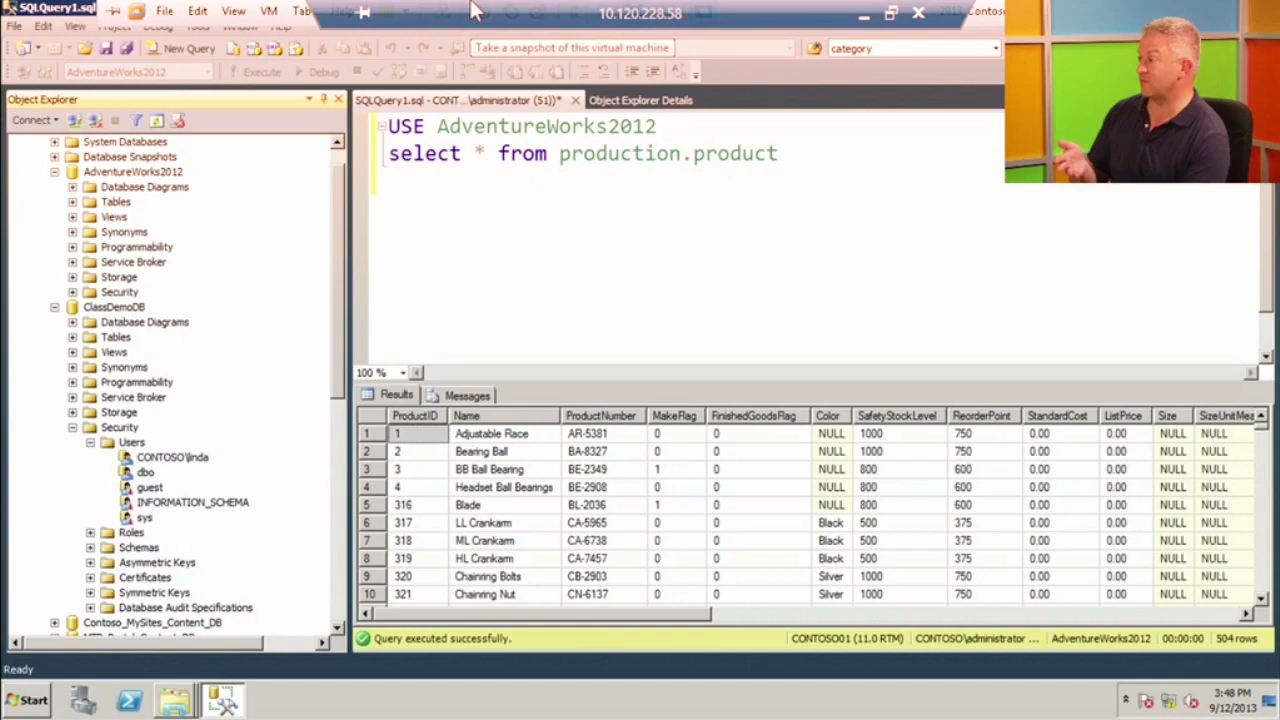 SQLQuery1.sql
File Edit View VM Tab
10.120.228.58
2013_Contoso
File Edit View Project Debug Tools Window Help
New Query
Take a snapshot of this virtual machine
category
AdventureWorks2012
Execute
Debug
Object Explorer
SQLQuery1.sql - CONT...\administrator (51))*
Object Explorer Details
Connect
System Databases
Database Snapshots
AdventureWorks2012
Database Diagrams
Tables
Views
Synonyms
Programmability
Service Broker
Storage
Security
ClassDemoDB
Database Diagrams
Tables
Views
Synonyms
Programmability
Service Broker
Storage
Security
Users
CONTOSO\linda
dbo
guest
INFORMATION_SCHEMA
sys
Roles
Schemas
Asymmetric Keys
Certificates
Symmetric Keys
Database Audit Specifications
Contoso_MySites_Content_DB
USE AdventureWorks2012
select * from production.product
100 %
Results
Messages
ProductID Name ProductNumber MakeFlag FinishedGoodsFlag Color SafetyStockLevel ReorderPoint StandardCost ListPrice Size SizeUnitMea
1 1 Adjustable Race AR-5381 0 0 NULL 1000 750 0.00 0.00 NULL NULL
2 2 Bearing Ball BA-8327 0 0 NULL 1000 750 0.00 0.00 NULL NULL
3 3 BB Ball Bearing BE-2349 1 0 NULL 800 600 0.00 0.00 NULL NULL
4 4 Headset Ball Bearings BE-2908 0 0 NULL 800 600 0.00 0.00 NULL NULL
5 316 Blade BL-2036 1 0 NULL 800 600 0.00 0.00 NULL NULL
6 317 LL Crankarm CA-5965 0 0 Black 500 375 0.00 0.00 NULL NULL
7 318 ML Crankarm CA-6738 0 0 Black 500 375 0.00 0.00 NULL NULL
8 319 HL Crankarm CA-7457 0 0 Black 500 375 0.00 0.00 NULL NULL
9 320 Chainring Bolts CB-2903 0 0 Silver 1000 750 0.00 0.00 NULL NULL
10 321 Chainring Nut CN-6137 0 0 Silver 1000 750 0.00 0.00 NULL NULL
Query executed successfully.
CONTOSO01 (11.0 RTM) CONTOSO\administrator ... AdventureWorks2012 00:00:00 504 rows
Ready
Start
3:48 PM
9/12/2013